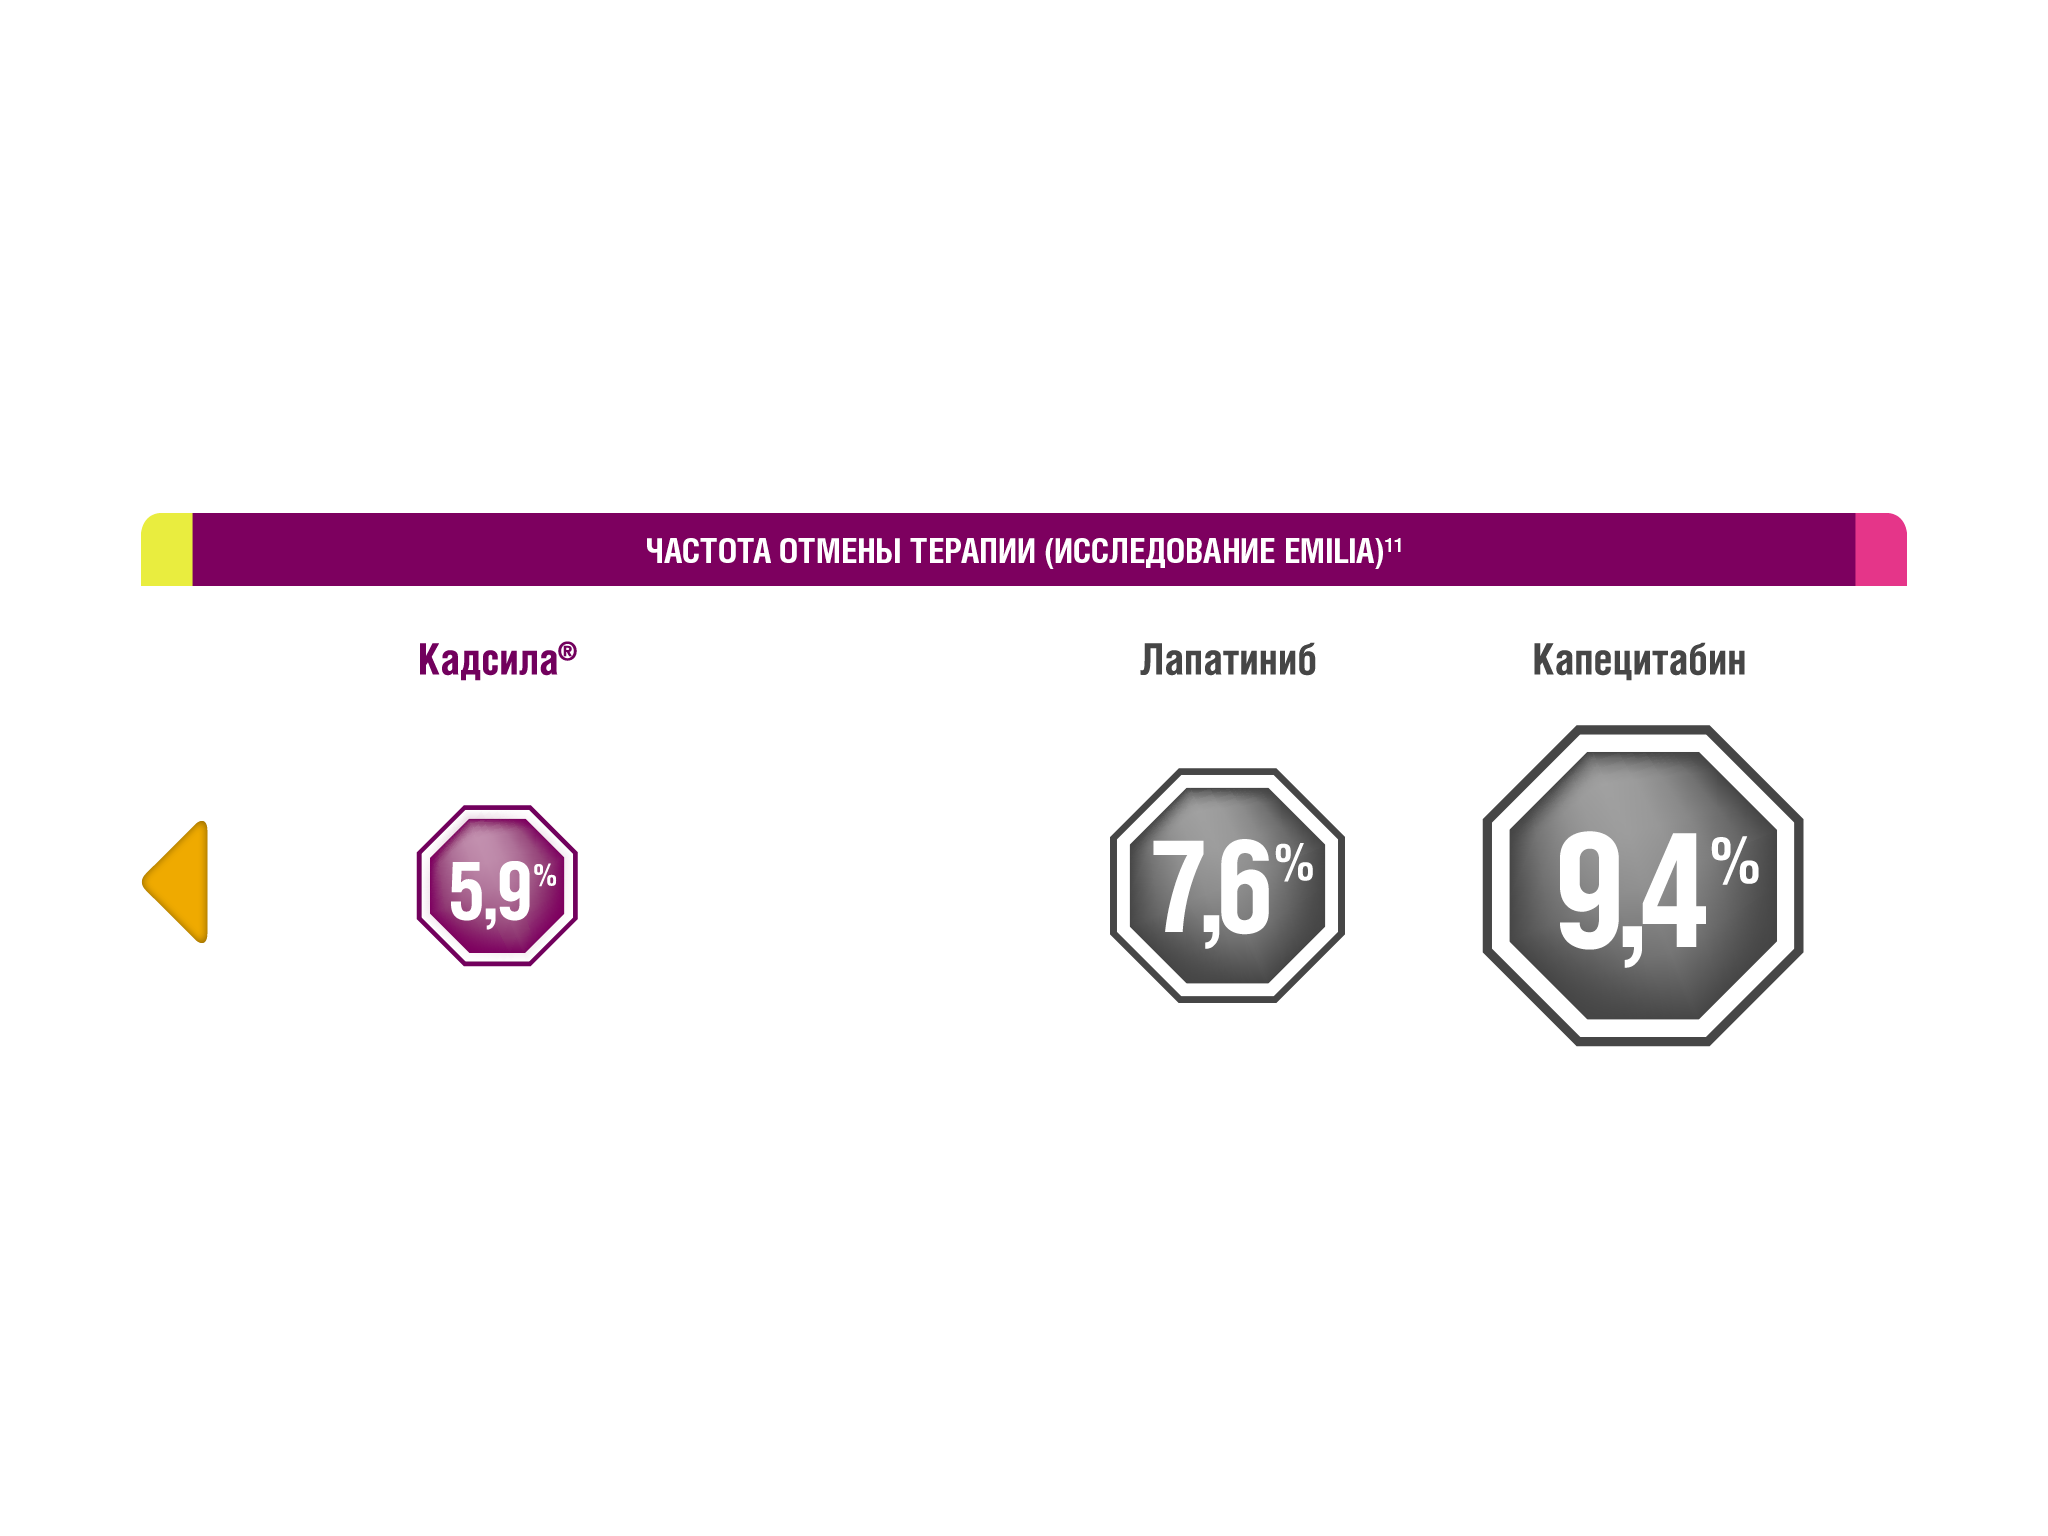 ЧАСТОТА ОТМЕНЫ ТЕРАПИИ (ИССЛЕДОВАНИЕ EMILIA)¹¹
Кадсила® Лапатиниб Капецитабин
5,9% 7,6% 9,4%